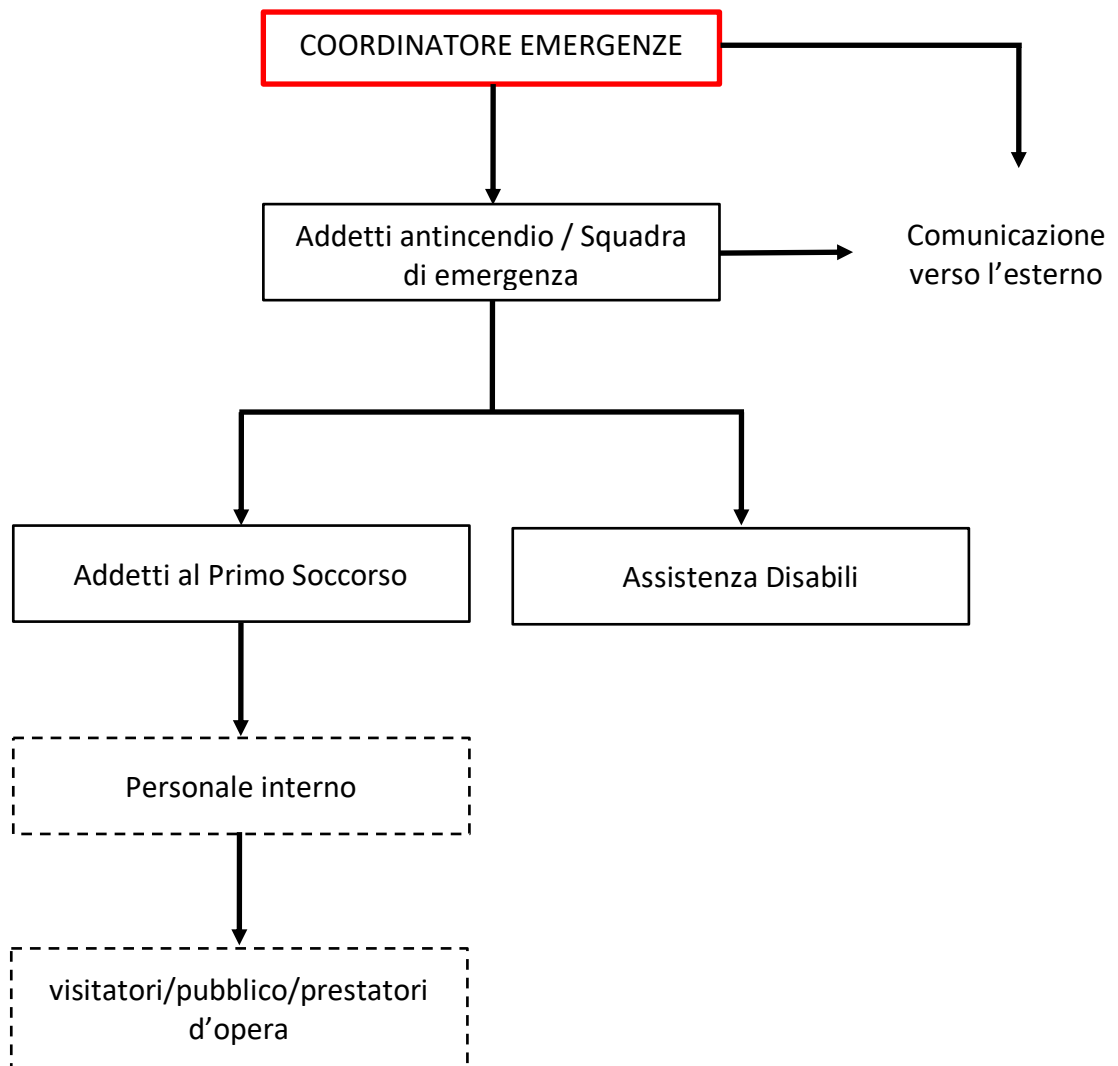 COORDINATORE EMERGENZE
Addetti antincendio / Squadra
di emergenza
Comunicazione
verso l’esterno
Addetti al Primo Soccorso
Assistenza Disabili
Personale interno
visitatori/pubblico/prestatori
d’opera